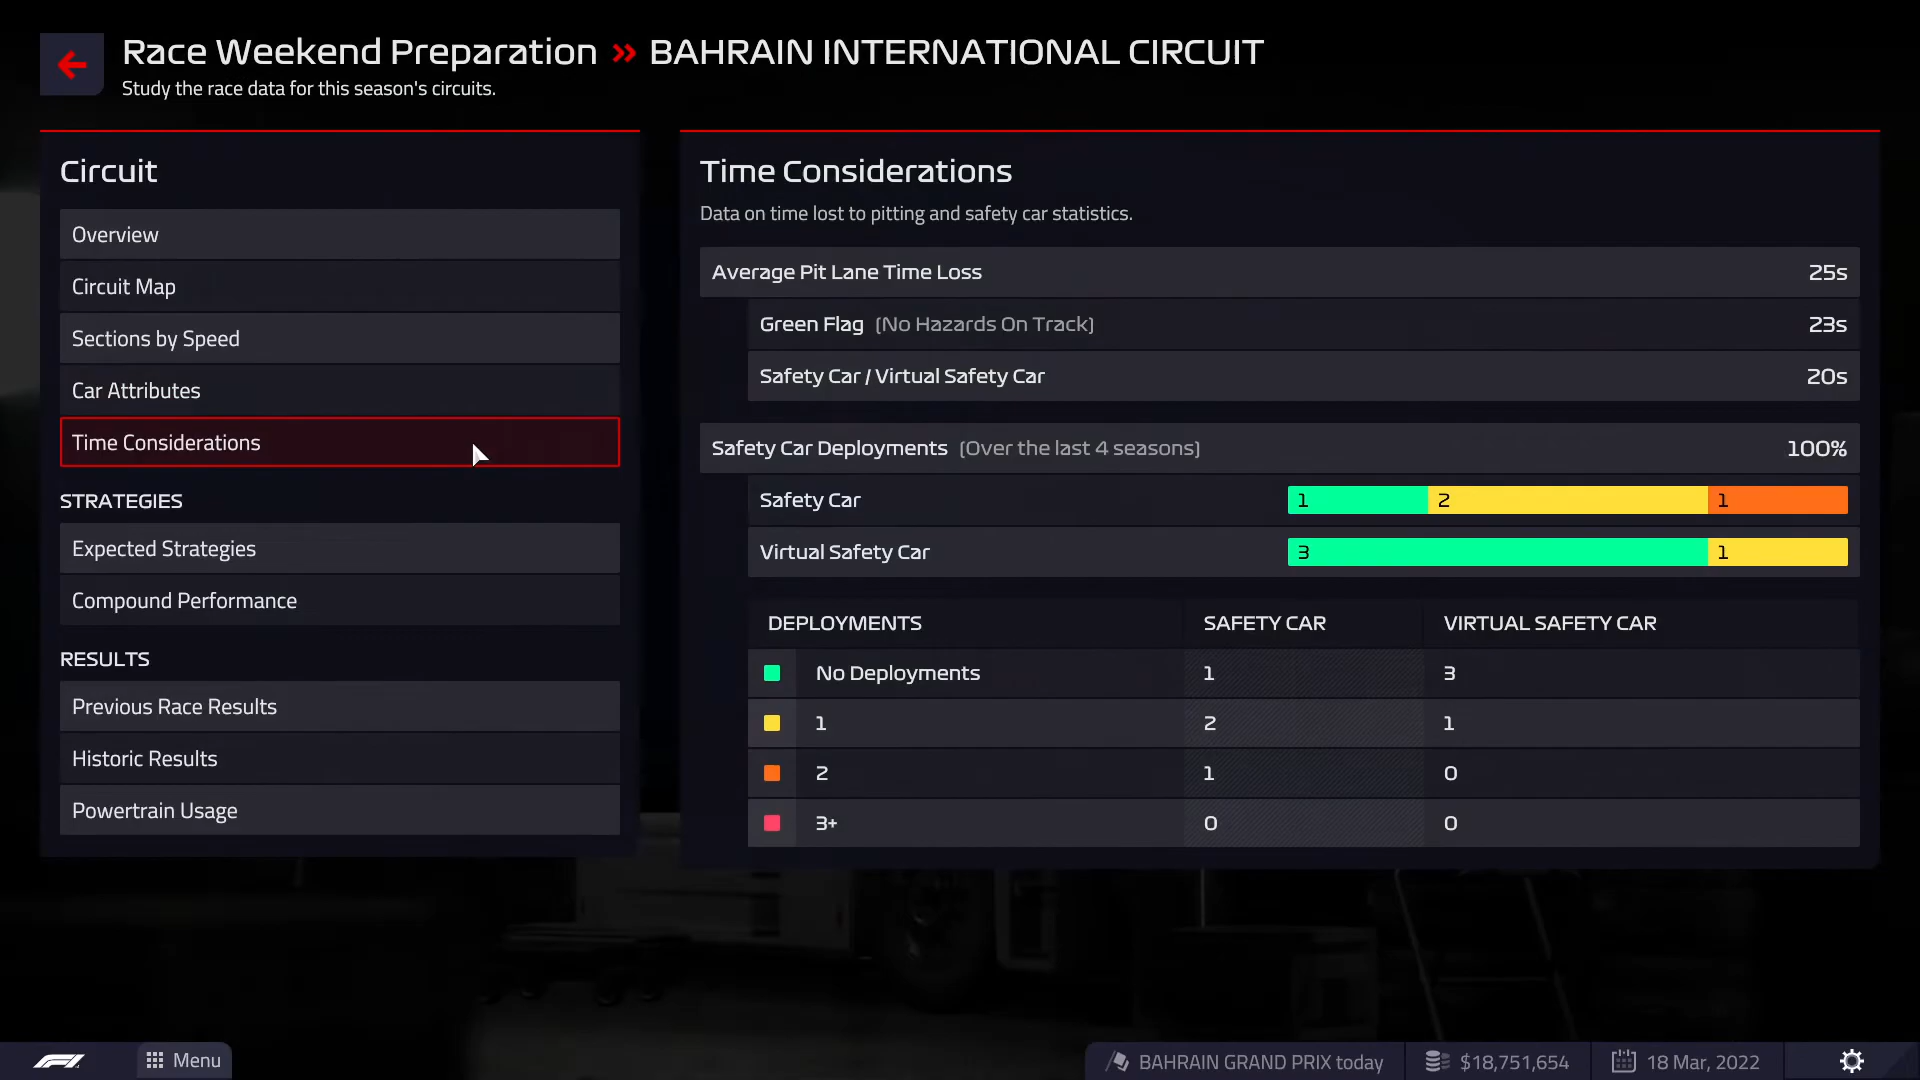 Race Weekend Preparation » BAHRAIN INTERNATIONAL CIRCUIT
Study the race data for this season's circuits.
Circuit
Overview
Circuit Map
Sections by Speed
Car Attributes
Time Considerations
STRATEGIES
Expected Strategies
Compound Performance
RESULTS
Previous Race Results
Historic Results
Powertrain Usage
Time Considerations
Data on time lost to pitting and safety car statistics.
Average Pit Lane Time Loss 25s
Green Flag (No Hazards On Track) 23s
Safety Car / Virtual Safety Car 20s
Safety Car Deployments (Over the last 4 seasons) 100%
Safety Car 1 2 1
Virtual Safety Car 3 1
DEPLOYMENTS SAFETY CAR VIRTUAL SAFETY CAR
No Deployments 1 3
1 2 1
2 1 0
3+ 0 0
F1 Menu BAHRAIN GRAND PRIX today $18,751,654 18 Mar, 2022